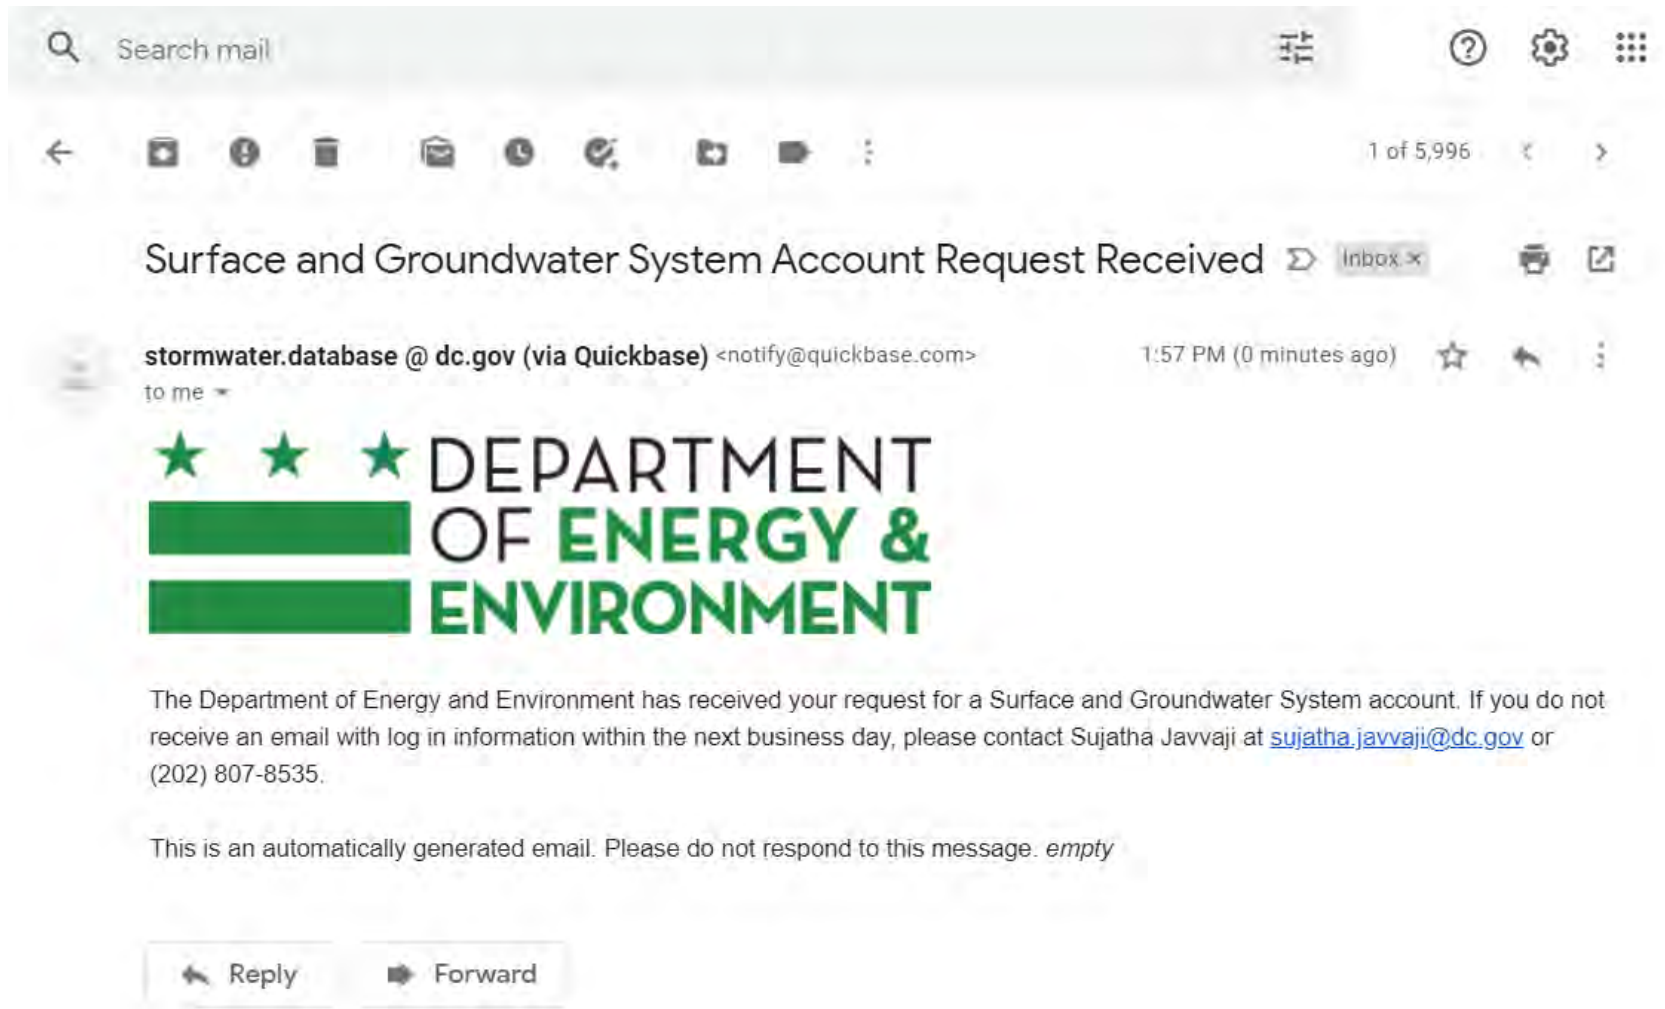 Search mail
1 of 5,996
Surface and Groundwater System Account Request Received Inbox ×
stormwater.database @ dc.gov (via Quickbase) <notify@quickbase.com> 1:57 PM (0 minutes ago)
to me
DEPARTMENT
OF ENERGY &
ENVIRONMENT
The Department of Energy and Environment has received your request for a Surface and Groundwater System account. If you do not
receive an email with log in information within the next business day, please contact Sujatha Javvaji at sujatha.javvaji@dc.gov or
(202) 807-8535.
This is an automatically generated email. Please do not respond to this message. empty
Reply Forward